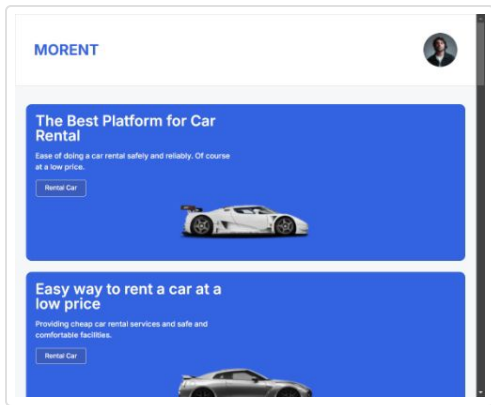 MORENT
The Best Platform for Car
Rental
Ease of doing a car rental safely and reliably. Of course
at a low price.
Rental Car
Easy way to rent a car at a
low price
Providing cheap car rental services and safe and
comfortable facilities.
Rental Car